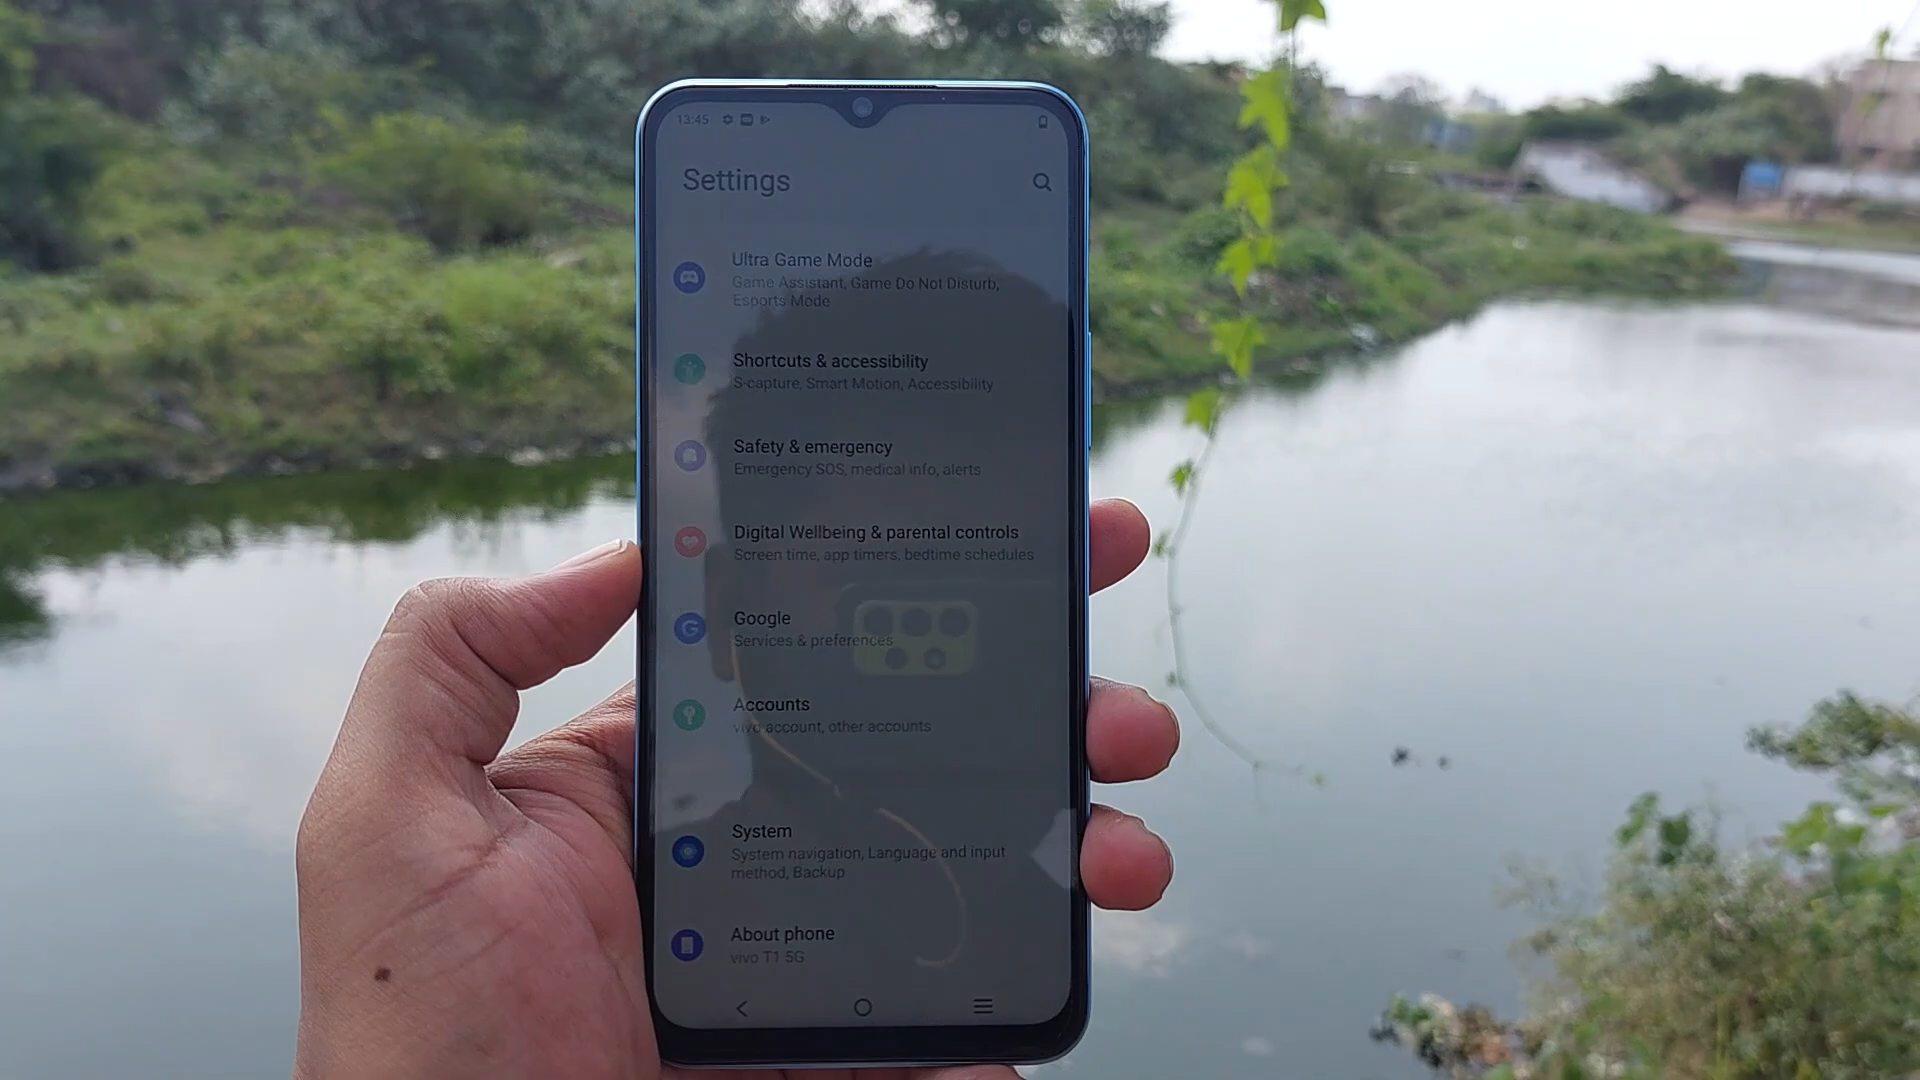 13:45
Settings
Ultra Game Mode
Game Assistant, Game Do Not Disturb,
Esports Mode
Shortcuts & accessibility
S-capture, Smart Motion, Accessibility
Safety & emergency
Emergency SOS, medical info, alerts
Digital Wellbeing & parental controls
Screen time, app timers, bedtime schedules
Google
Services & preferences
Accounts
vivo account, other accounts
System
System navigation, Language and input
method, Backup
About phone
vivo T1 5G